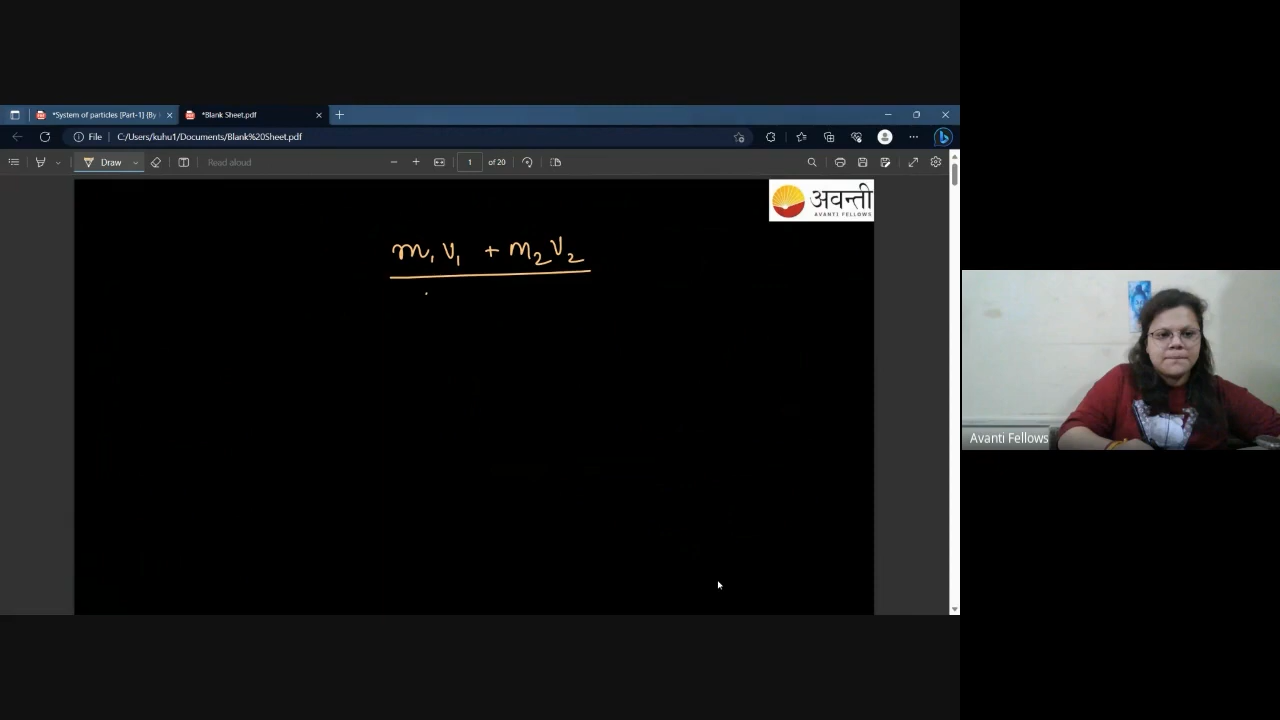 *System of particles [Part-1] (By
*Blank Sheet.pdf
File
C:/Users/kuhu1/Documents/Blank%20Sheet.pdf
Draw
Read aloud
1 of 20
अवन्ती
AVANTI FELLOWS
m₁v₁ + m₂v₂
Avanti Fellows